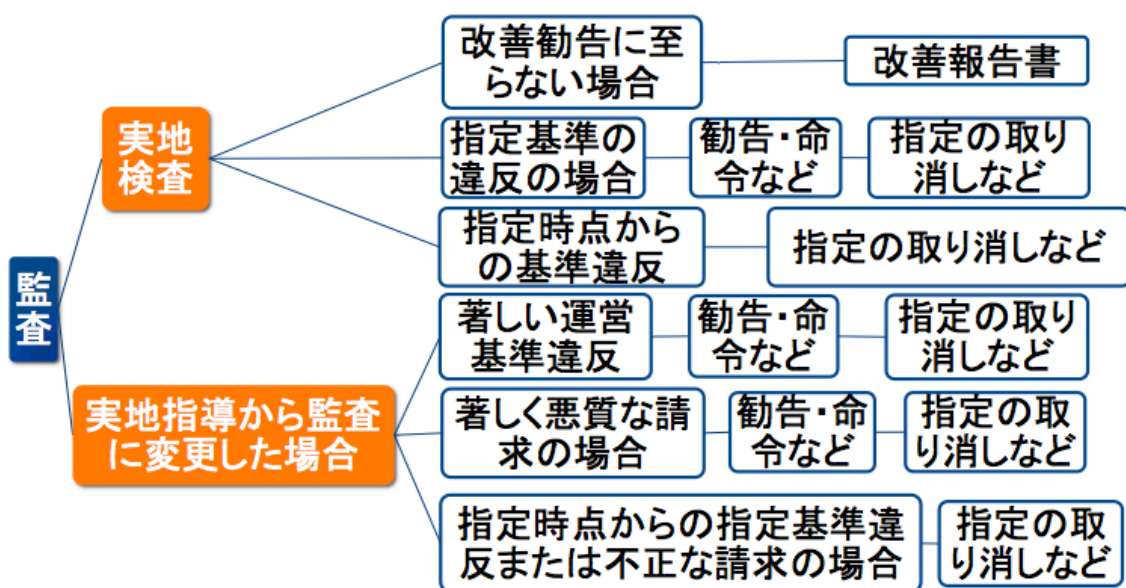 監
査
実地
検査
改善勧告に至
らない場合
改善報告書
指定基準の
違反の場合
勧告・命
令など
指定の取り
消しなど
指定時点から
の基準違反
指定の取り消しなど
実地指導から監査
に変更した場合
著しい運営
基準違反
勧告・命
令など
指定の取り
消しなど
著しく悪質な請
求の場合
勧告・命
令など
指定の取
り消しなど
指定時点からの指定基準違
反または不正な請求の場合
指定の取
り消しなど